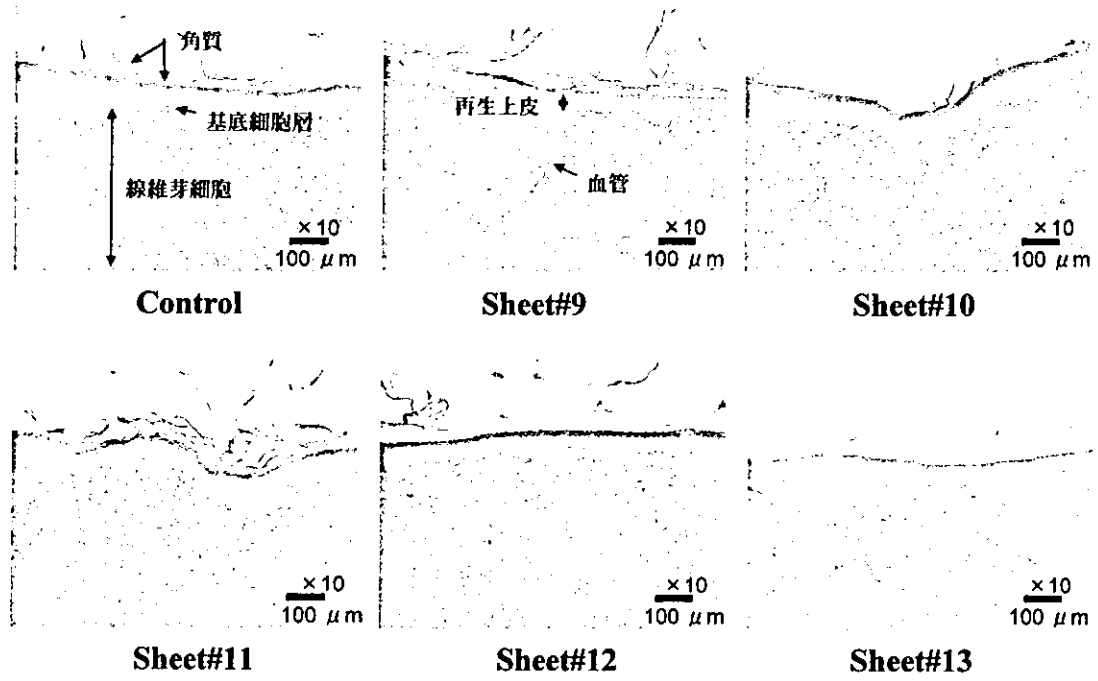 角質
基底細胞層
線維芽細胞
×10
100 μm
Control
再生上皮
血管
×10
100 μm
Sheet#9
×10
100 μm
Sheet#10
×10
100 μm
Sheet#11
×10
100 μm
Sheet#12
×10
100 μm
Sheet#13